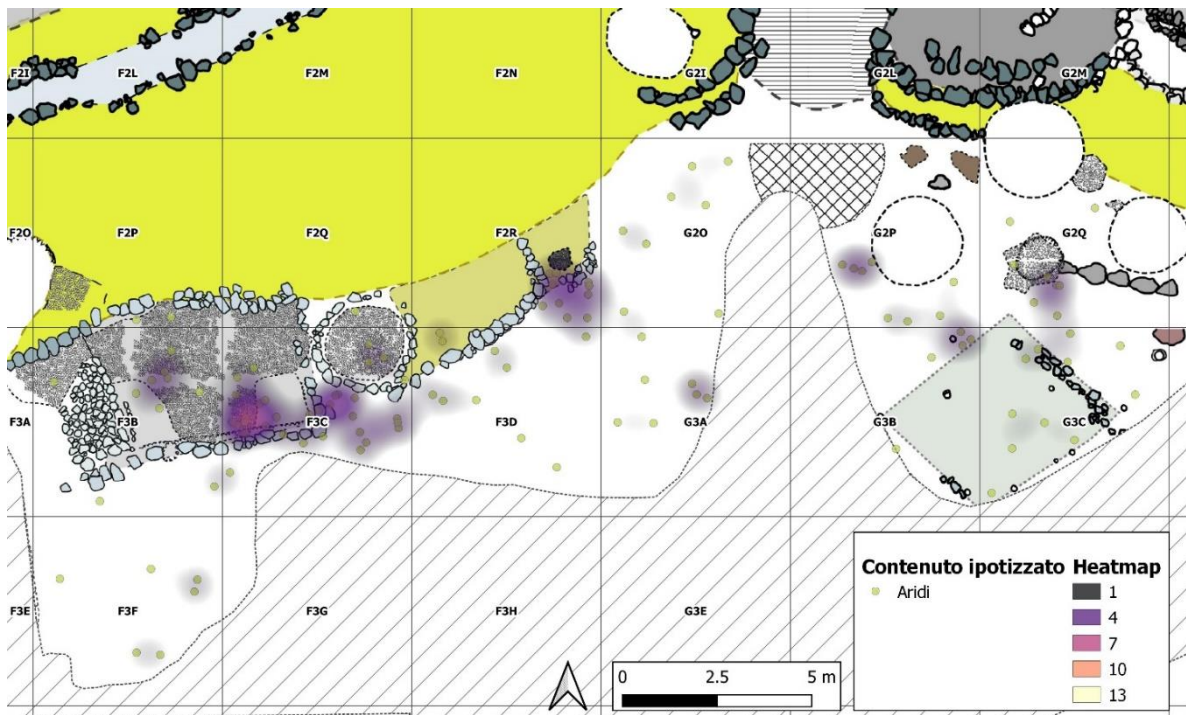 F2I F2L F2M F2N G2I G2L G2M
F2O F2P F2Q F2R G2O G2Q
F3A F3B F3C F3D G3A G3B G3C
F3E F3F F3G F3H G3E
G2P
Contenuto ipotizzato Heatmap
Aridi 1
4
7
10
13
0 2.5 5 m